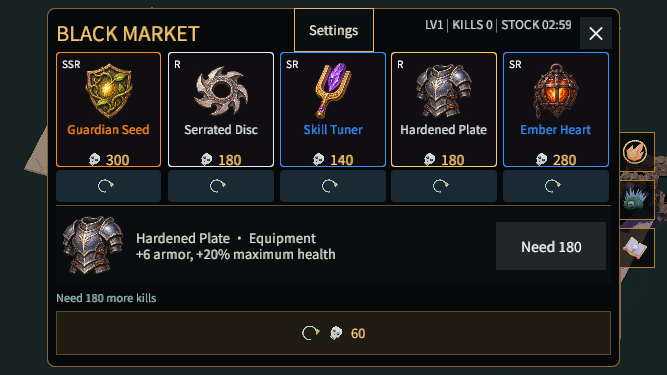 BLACK MARKET
Settings
LV1 | KILLS 0 | STOCK 02:59
SSR
Guardian Seed
300
R
Serrated Disc
180
SR
Skill Tuner
140
R
Hardened Plate
180
SR
Ember Heart
280
Hardened Plate • Equipment
+6 armor, +20% maximum health
Need 180
Need 180 more kills
60